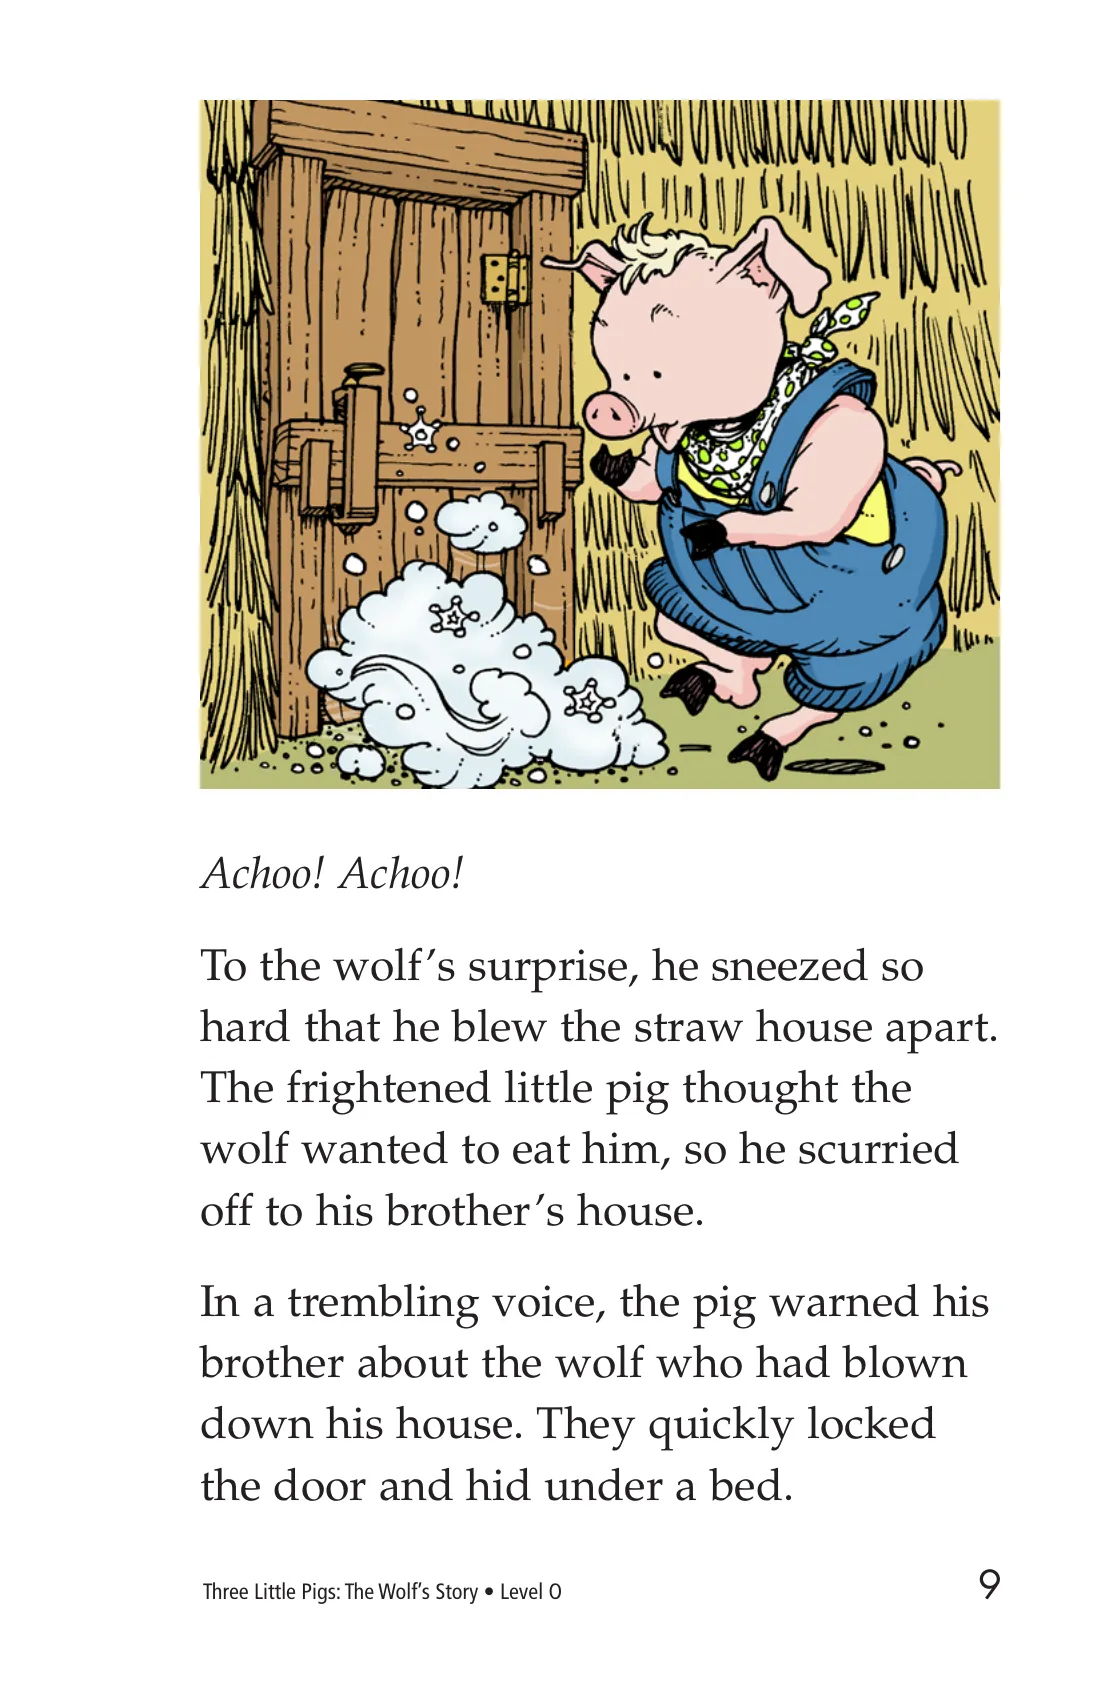 Achoo! Achoo!
To the wolf’s surprise, he sneezed so
hard that he blew the straw house apart.
The frightened little pig thought the
wolf wanted to eat him, so he scurried
off to his brother’s house.
In a trembling voice, the pig warned his
brother about the wolf who had blown
down his house. They quickly locked
the door and hid under a bed.
Three Little Pigs: The Wolf’s Story • Level O
9